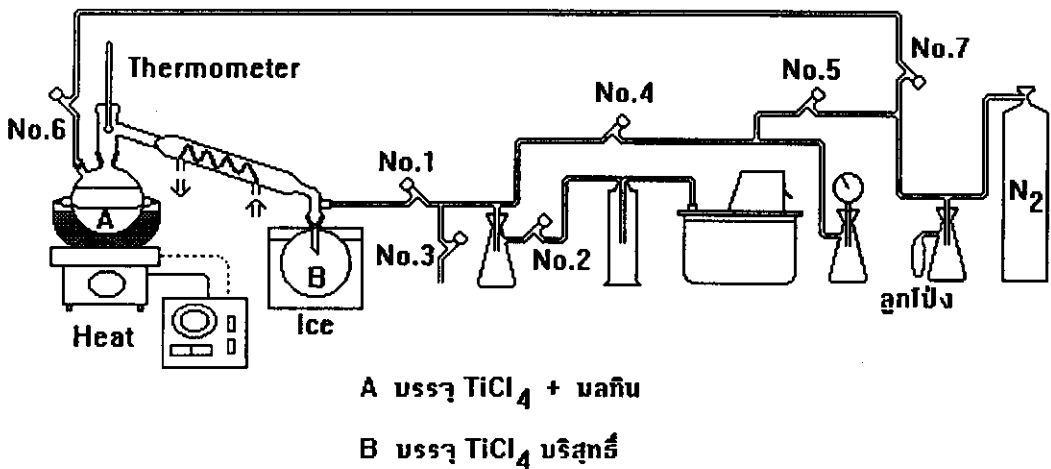 No.7
Thermometer
No.5
No.4
No.6
No.1
N2
A
B
No.3
No.2
ลูกโป่ง
Heat
Ice
A บรรจุ TiCl4 + มลทิน
B บรรจุ TiCl4 บริสุทธิ์